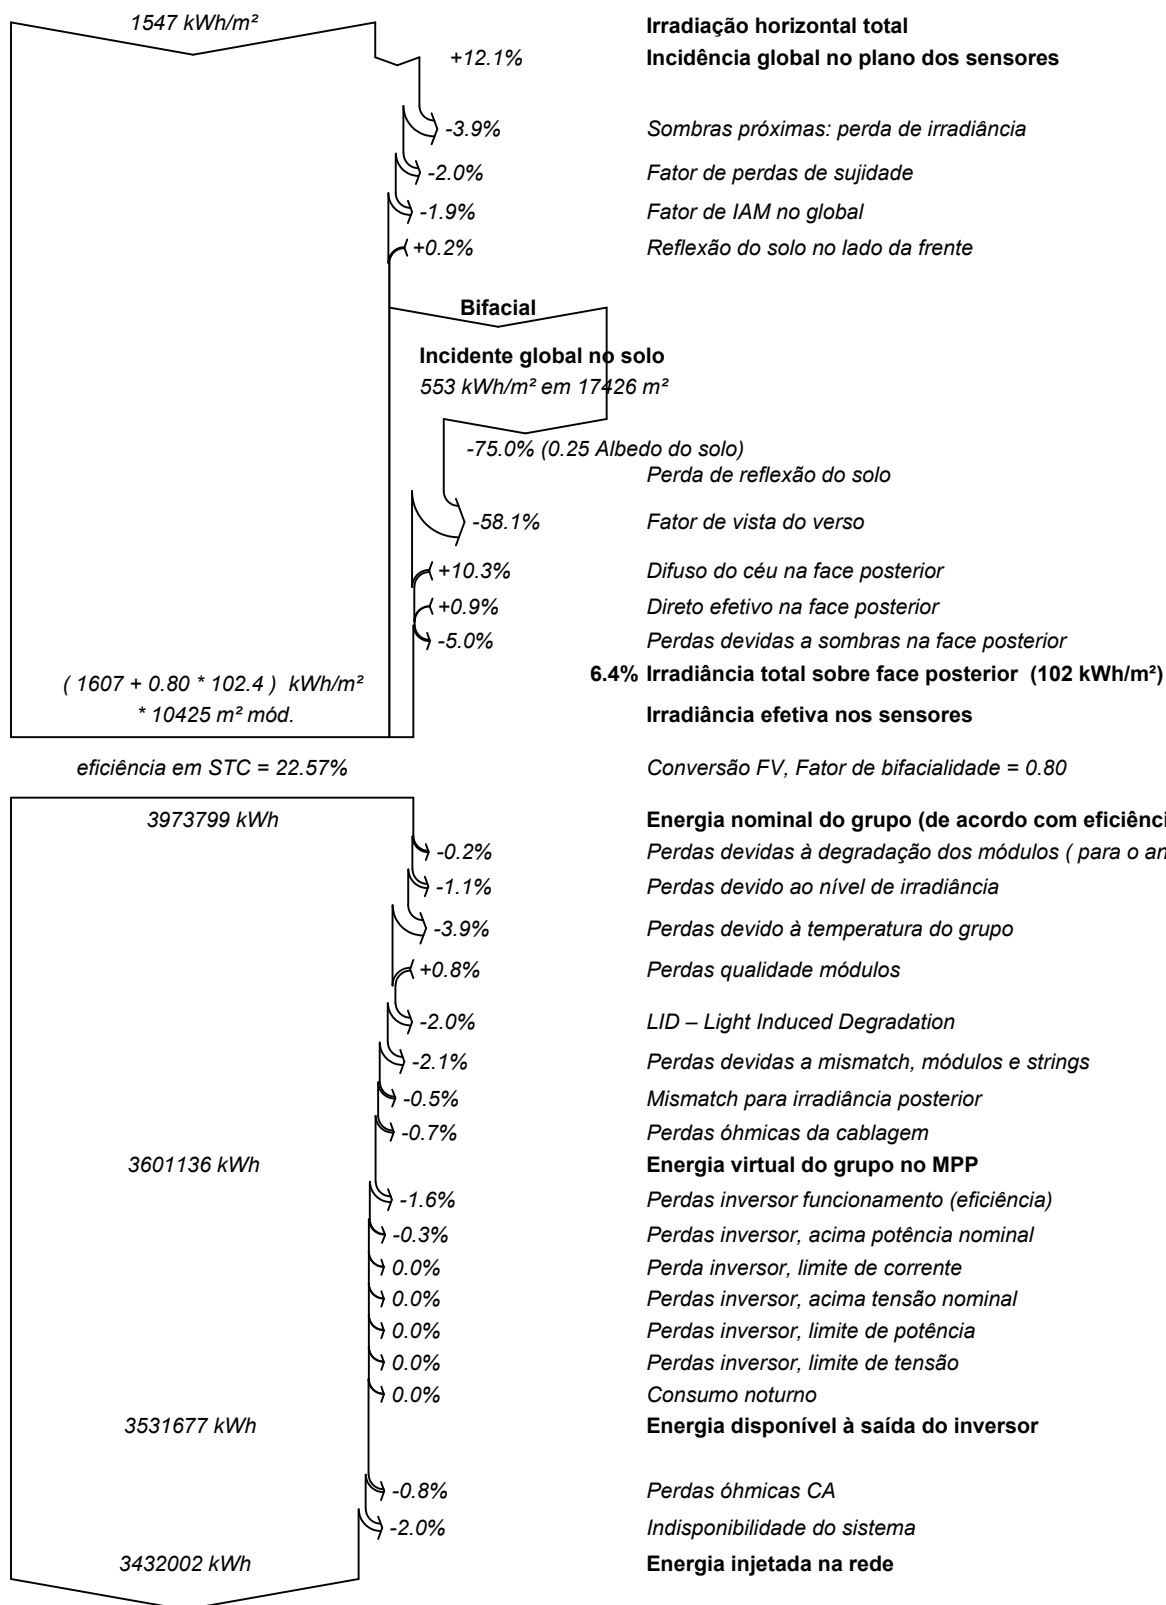 1547 kWh/m² Irradiação horizontal total
+12.1% Incidência global no plano dos sensores
-3.9% Sombras próximas: perda de irradiância
-2.0% Fator de perdas de sujidade
-1.9% Fator de IAM no global
+0.2% Reflexão do solo no lado da frente
Bifacial
Incidente global no solo
553 kWh/m² em 17426 m²
-75.0% (0.25 Albedo do solo)
Perda de reflexão do solo
-58.1% Fator de vista do verso
+10.3% Difuso do céu na face posterior
+0.9% Direto efetivo na face posterior
-5.0% Perdas devidas a sombras na face posterior
6.4% Irradiância total sobre face posterior (102 kWh/m²)
( 1607 + 0.80 * 102.4 ) kWh/m²
* 10425 m² mód. Irradiância efetiva nos sensores
eficiência em STC = 22.57% Conversão FV, Fator de bifacialidade = 0.80
3973799 kWh Energia nominal do grupo (de acordo com eficiênci
-0.2% Perdas devidas à degradação dos módulos ( para o an
-1.1% Perdas devido ao nível de irradiância
-3.9% Perdas devido à temperatura do grupo
+0.8% Perdas qualidade módulos
-2.0% LID – Light Induced Degradation
-2.1% Perdas devidas a mismatch, módulos e strings
-0.5% Mismatch para irradiância posterior
-0.7% Perdas óhmicas da cablagem
3601136 kWh Energia virtual do grupo no MPP
-1.6% Perdas inversor funcionamento (eficiência)
-0.3% Perdas inversor, acima potência nominal
0.0% Perda inversor, limite de corrente
0.0% Perdas inversor, acima tensão nominal
0.0% Perdas inversor, limite de potência
0.0% Perdas inversor, limite de tensão
0.0% Consumo noturno
3531677 kWh Energia disponível à saída do inversor
-0.8% Perdas óhmicas CA
-2.0% Indisponibilidade do sistema
3432002 kWh Energia injetada na rede